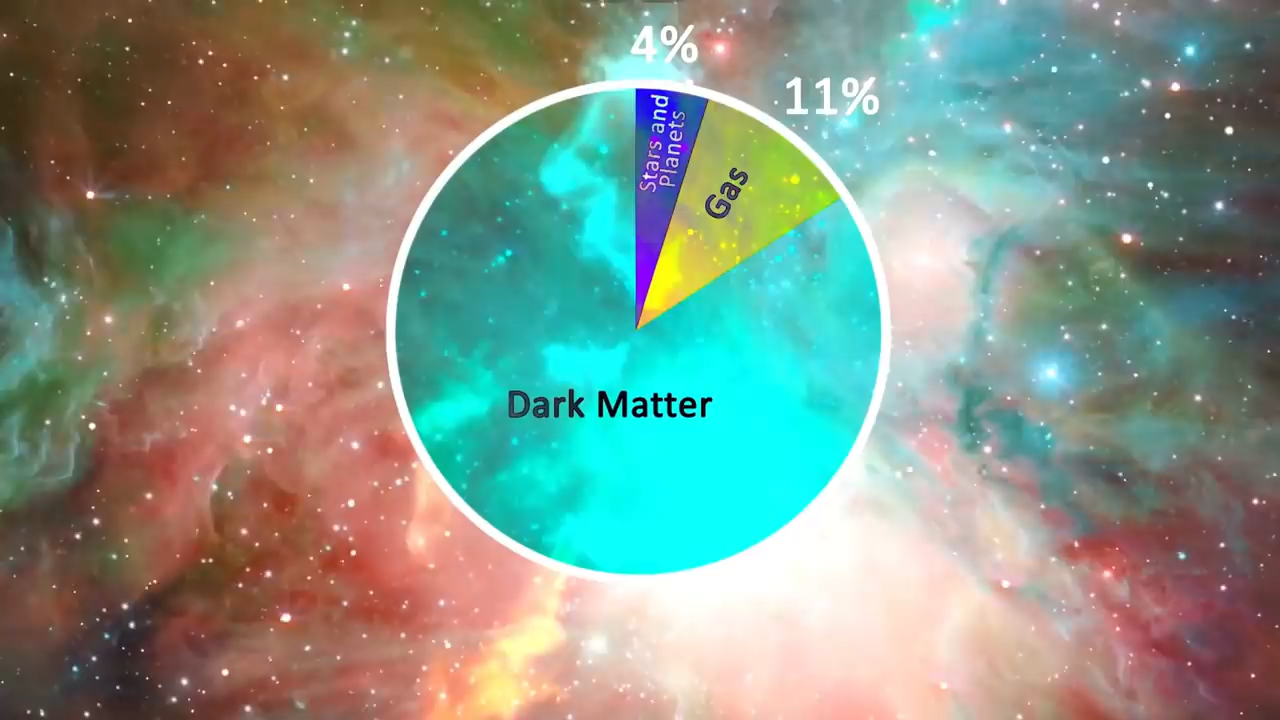 4%
11%
Stars and
Planets
Gas
Dark Matter